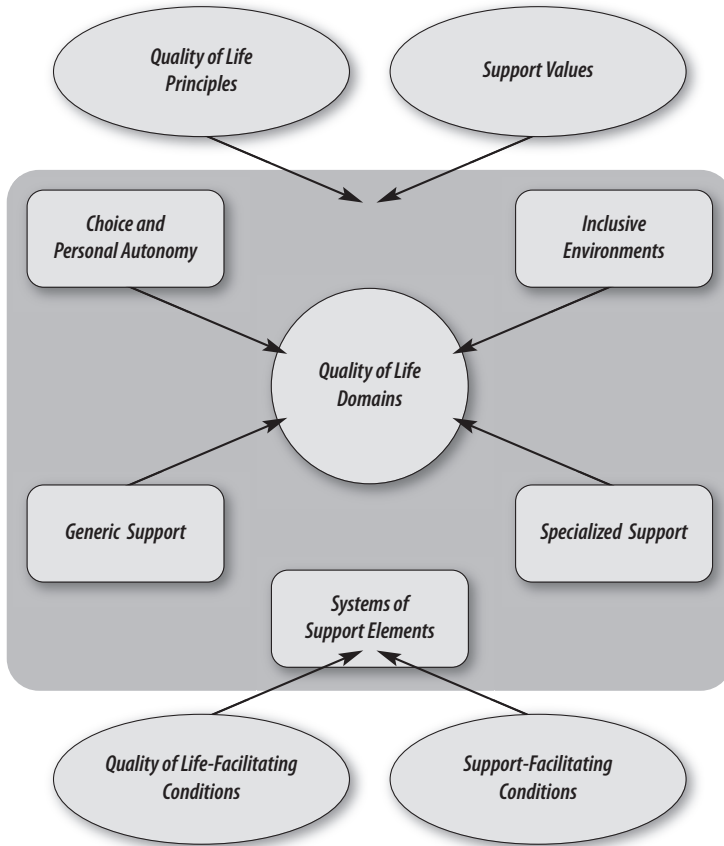 Quality of Life
Principles
Support Values
Choice and
Personal Autonomy
Inclusive
Environments
Quality of Life
Domains
Generic Support
Specialized Support
Systems of
Support Elements
Quality of Life-Facilitating
Conditions
Support-Facilitating
Conditions